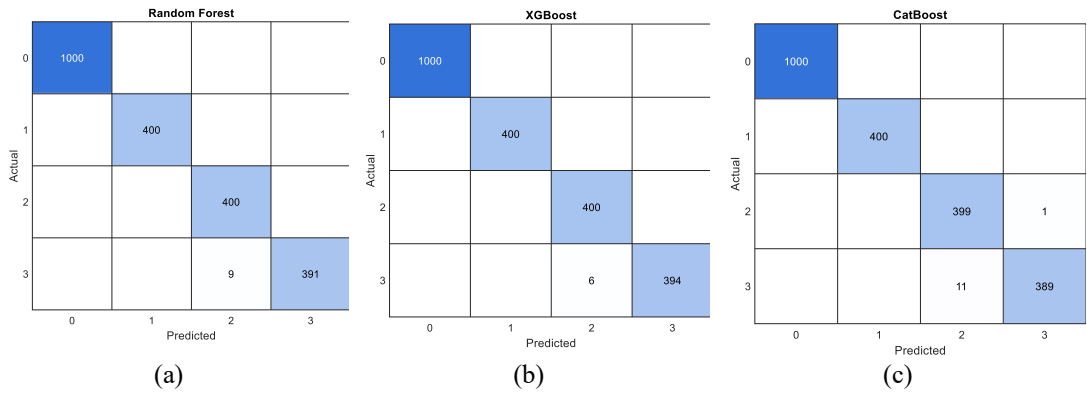 Random Forest
0
1000
1
400
Actual
2
400
3
9 391
0 1 2 3
Predicted
(a)
XGBoost
0
1000
1
400
Actual
2
400
3
6 394
0 1 2 3
Predicted
(b)
CatBoost
0
1000
1
400
Actual
2
399 1
3
11 389
0 1 2 3
Predicted
(c)